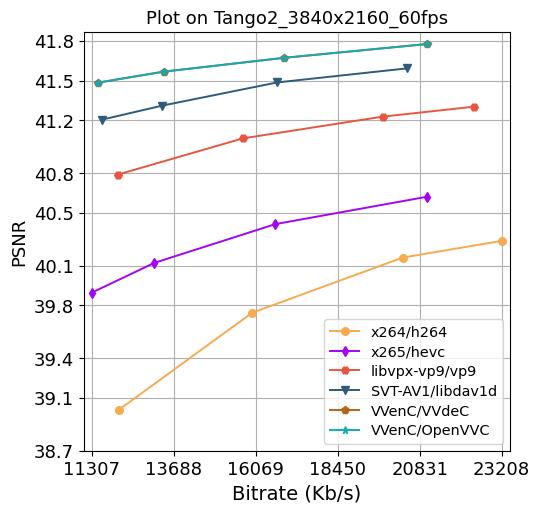 Plot on Tango2_3840x2160_60fps
41.8
41.5
41.2
40.8
40.5
40.1
39.8
39.4
39.1
38.7
PSNR
x264/h264
x265/hevc
libvpx-vp9/vp9
SVT-AV1/libdav1d
VVenC/VVdeC
VVenC/OpenVVC
11307 13688 16069 18450 20831 23208
Bitrate (Kb/s)